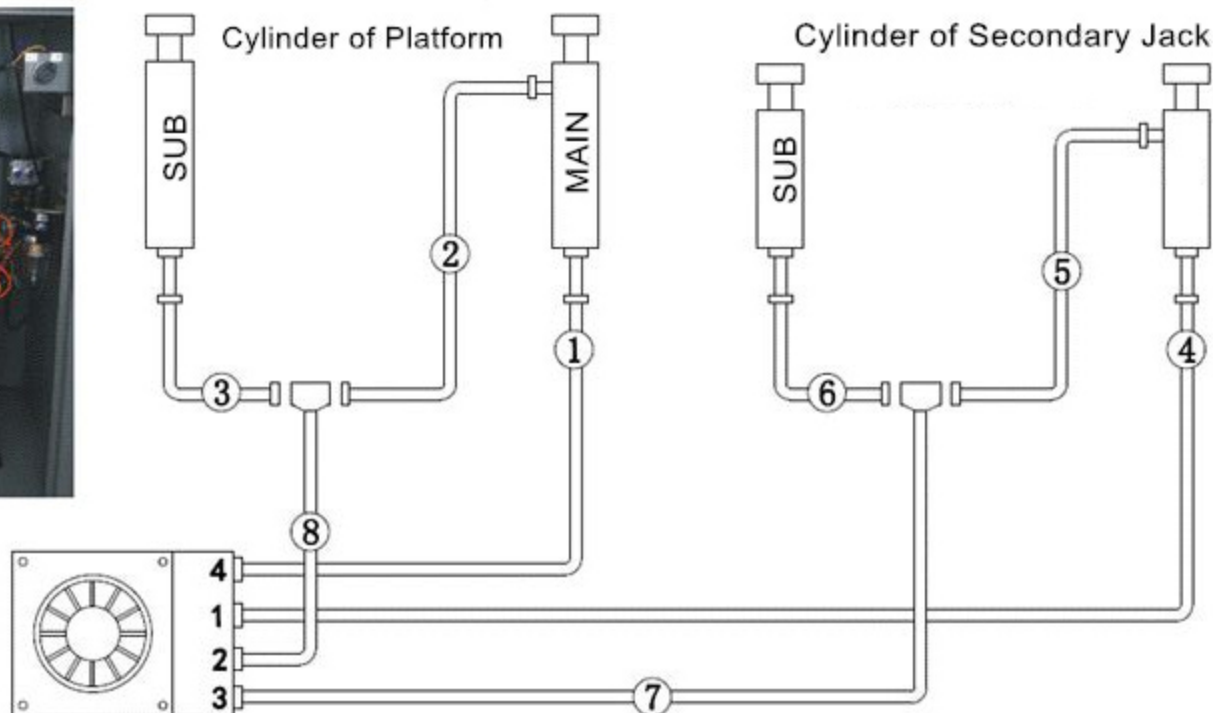 Cylinder of Platform
Cylinder of Secondary Jack
SUB
MAIN
SUB
2
5
1
4
3
6
8
4
1
2
3
7